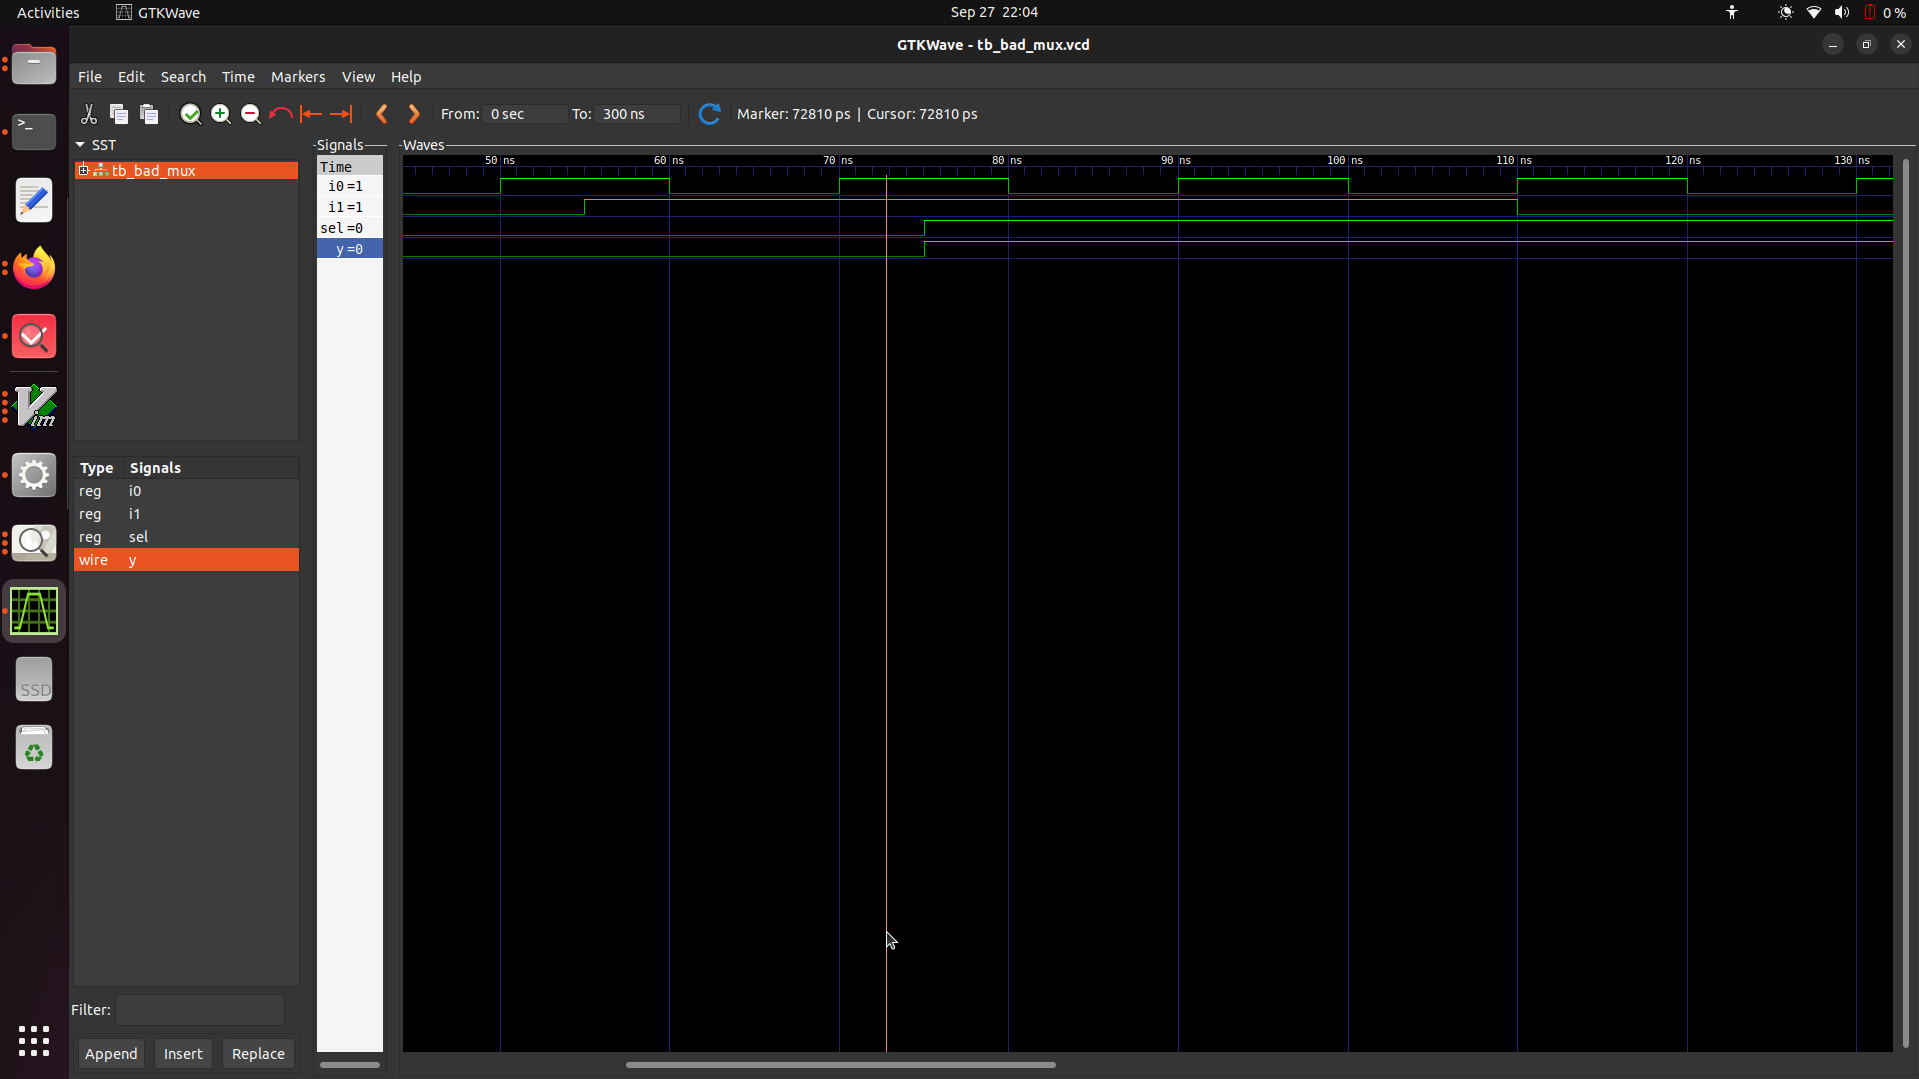 Activities GTKWave Sep 27 22:04 0 %
GTKWave - tb_bad_mux.vcd
File Edit Search Time Markers View Help
From: 0 sec To: 300 ns Marker: 72810 ps | Cursor: 72810 ps
SST
tb_bad_mux
Type Signals
reg i0
reg i1
reg sel
wire y
Filter:
Append Insert Replace
Signals
Time
i0 =1
i1 =1
sel =0
y =0
Waves
50 ns 60 ns 70 ns 80 ns 90 ns 100 ns 110 ns 120 ns 130 ns
>_
Vim
SSD